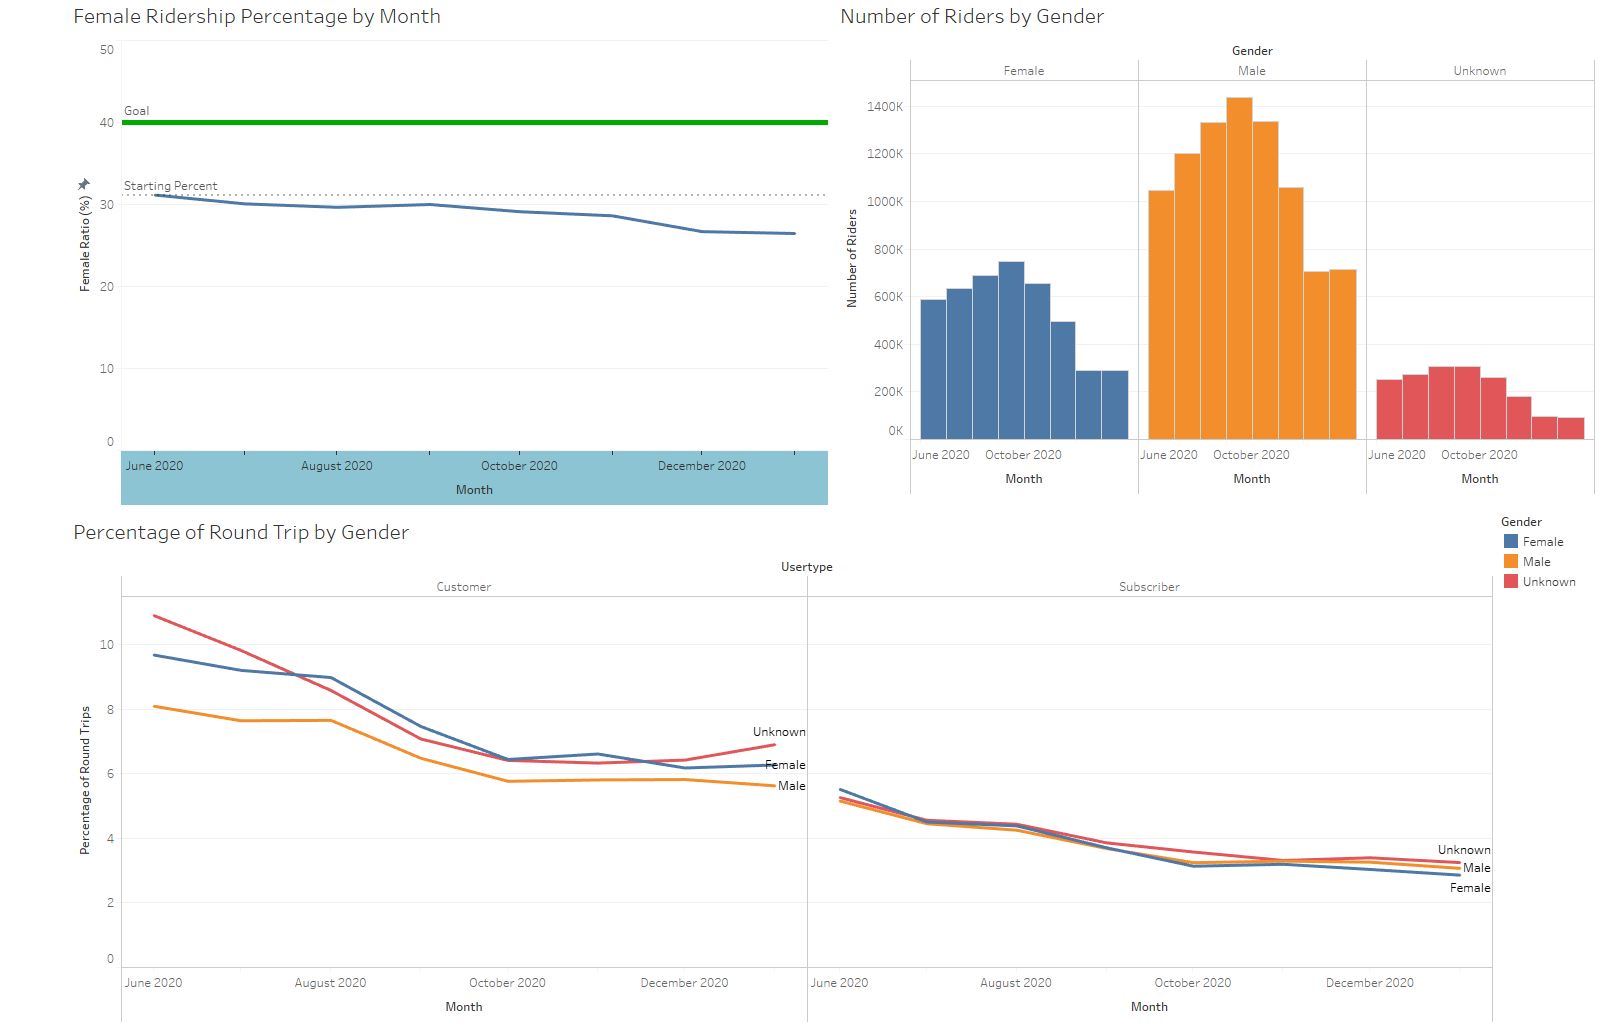 Female Ridership Percentage by Month
50
Goal
40
Starting Percent
30
20
10
0
Female Ratio (%)
June 2020 August 2020 October 2020 December 2020
Month
Number of Riders by Gender
Gender
Female Male Unknown
1400K
1200K
1000K
800K
600K
400K
200K
0K
Number of Riders
June 2020 October 2020 June 2020 October 2020 June 2020 October 2020
Month Month Month
Percentage of Round Trip by Gender
Usertype
Customer Subscriber
10
8
6
4
2
0
Percentage of Round Trips
Unknown
Female
Male
Unknown
Male
Female
June 2020 August 2020 October 2020 December 2020 June 2020 August 2020 October 2020 December 2020
Month Month
Gender
Female
Male
Unknown